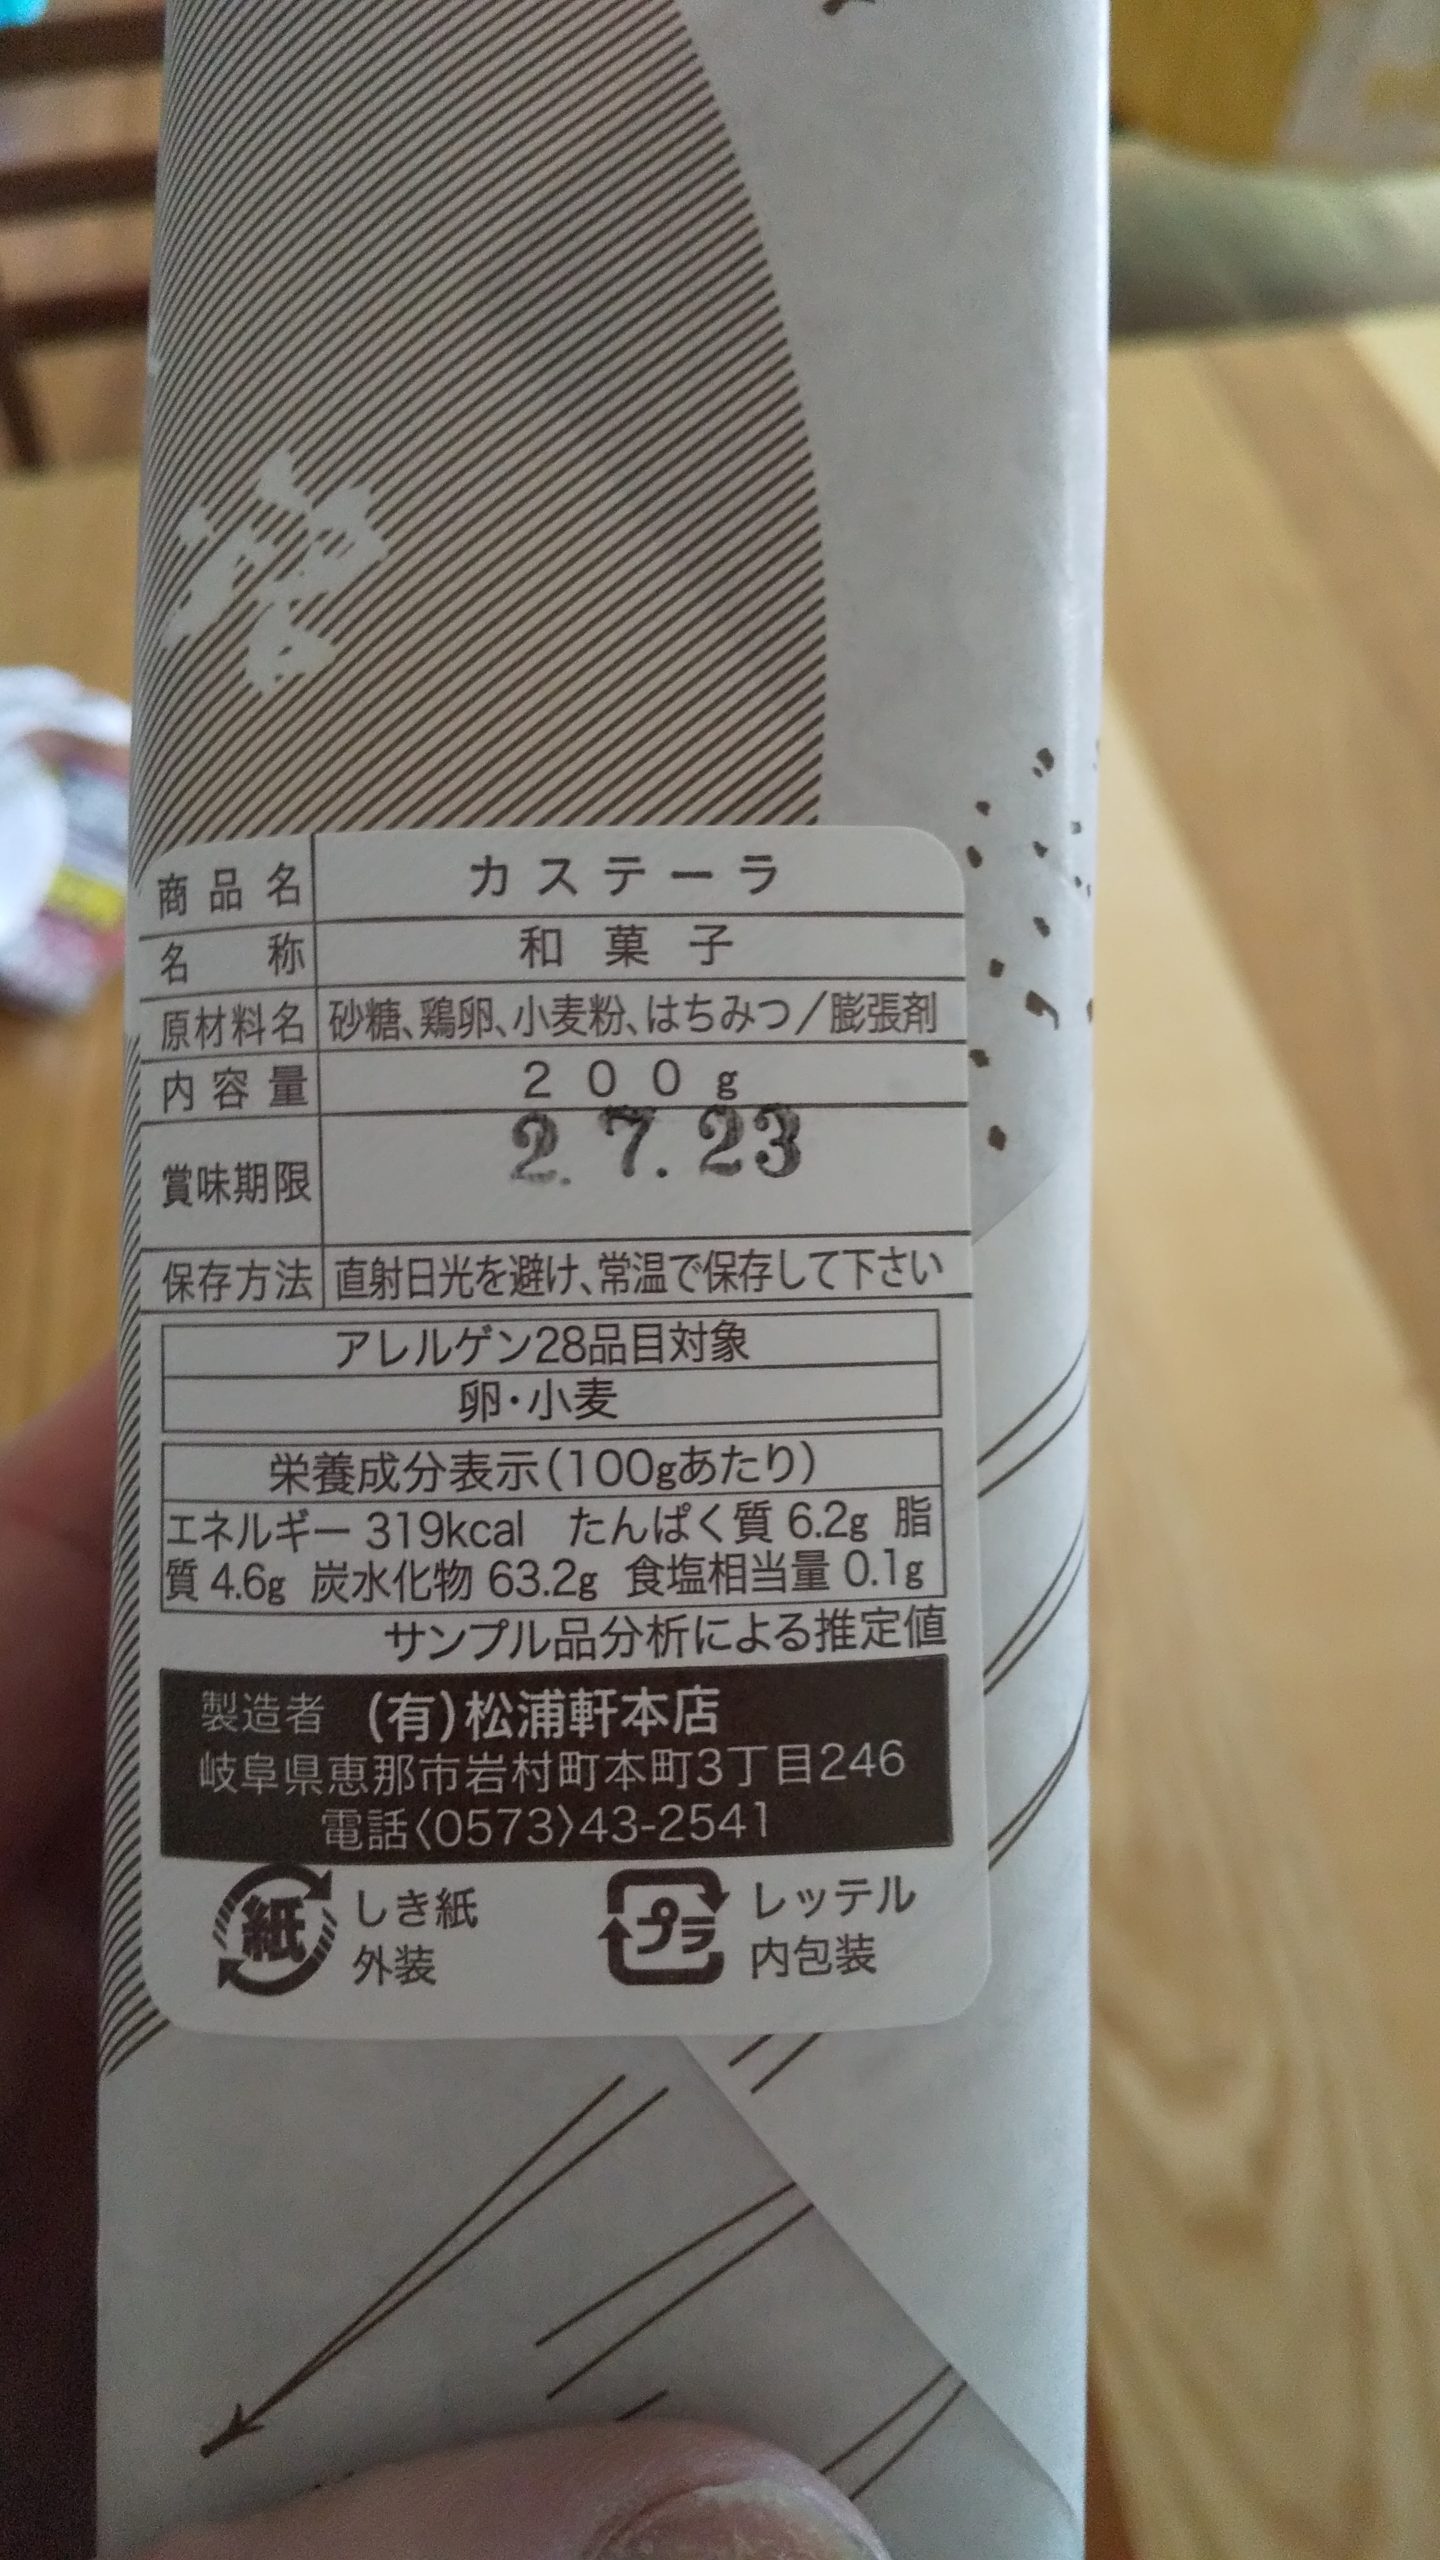 商品名 カステーラ
名称 和菓子
原材料名 砂糖、鶏卵、小麦粉、はちみつ／膨張剤
内容量 200g
賞味期限 2.7.23
保存方法 直射日光を避け、常温で保存して下さい
アレルゲン28品目対象
卵・小麦
栄養成分表示(100gあたり)
エネルギー 319kcal たんぱく質 6.2g 脂
質 4.6g 炭水化物 63.2g 食塩相当量 0.1g
サンプル品分析による推定値
製造者 (有)松浦軒本店
岐阜県恵那市岩村町本町3丁目246
電話〈0573〉43-2541
紙 しき紙
外装
プラ レッテル
内包装